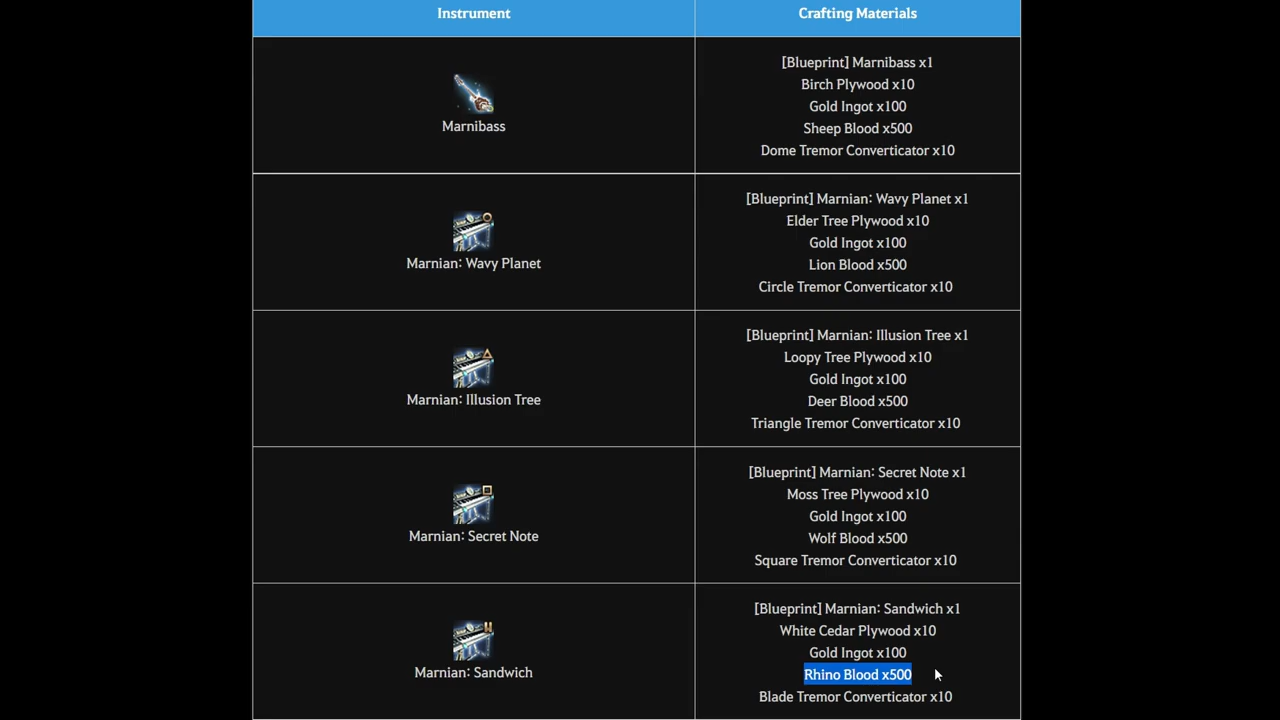 Instrument
Crafting Materials
Marnibass
[Blueprint] Marnibass x1
Birch Plywood x10
Gold Ingot x100
Sheep Blood x500
Dome Tremor Converticator x10
Marnian: Wavy Planet
[Blueprint] Marnian: Wavy Planet x1
Elder Tree Plywood x10
Gold Ingot x100
Lion Blood x500
Circle Tremor Converticator x10
Marnian: Illusion Tree
[Blueprint] Marnian: Illusion Tree x1
Loopy Tree Plywood x10
Gold Ingot x100
Deer Blood x500
Triangle Tremor Converticator x10
Marnian: Secret Note
[Blueprint] Marnian: Secret Note x1
Moss Tree Plywood x10
Gold Ingot x100
Wolf Blood x500
Square Tremor Converticator x10
Marnian: Sandwich
[Blueprint] Marnian: Sandwich x1
White Cedar Plywood x10
Gold Ingot x100
Rhino Blood x500
Blade Tremor Converticator x10